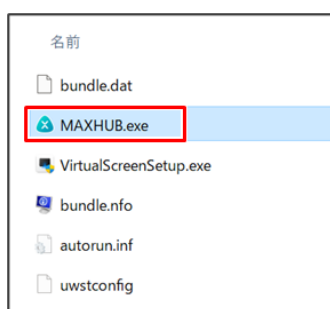 名前
bundle.dat
MAXHUB.exe
VirtualScreenSetup.exe
bundle.nfo
autorun.inf
uwstconfig